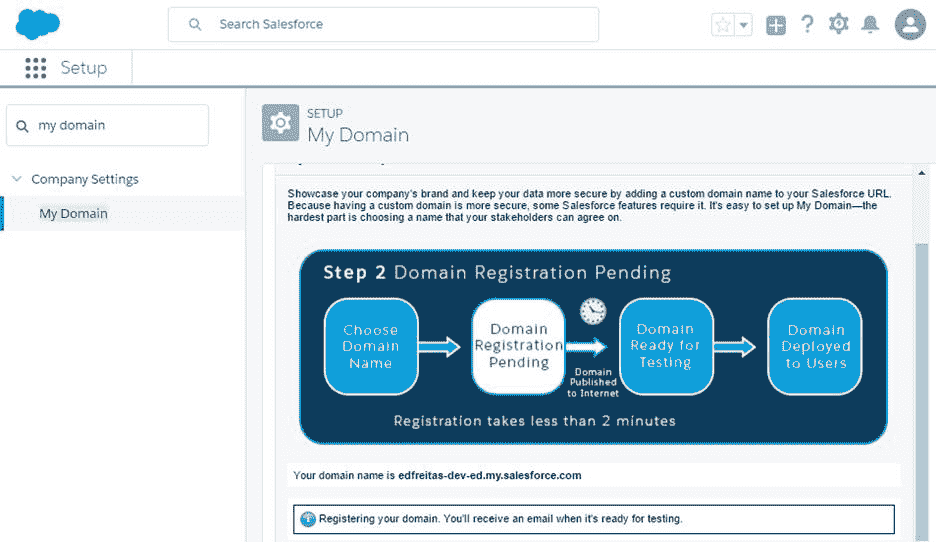 Search Salesforce
Setup
my domain
Company Settings
My Domain
SETUP
My Domain
Showcase your company's brand and keep your data more secure by adding a custom domain name to your Salesforce URL.
Because having a custom domain is more secure, some Salesforce features require it. It's easy to set up My Domain—the
hardest part is choosing a name that your stakeholders can agree on.
Step 2 Domain Registration Pending
Choose
Domain
Name
Domain
Registration
Pending
Domain
Published
to Internet
Domain
Ready for
Testing
Domain
Deployed
to Users
Registration takes less than 2 minutes
Your domain name is edfreitas-dev-ed.my.salesforce.com
Registering your domain. You'll receive an email when it's ready for testing.